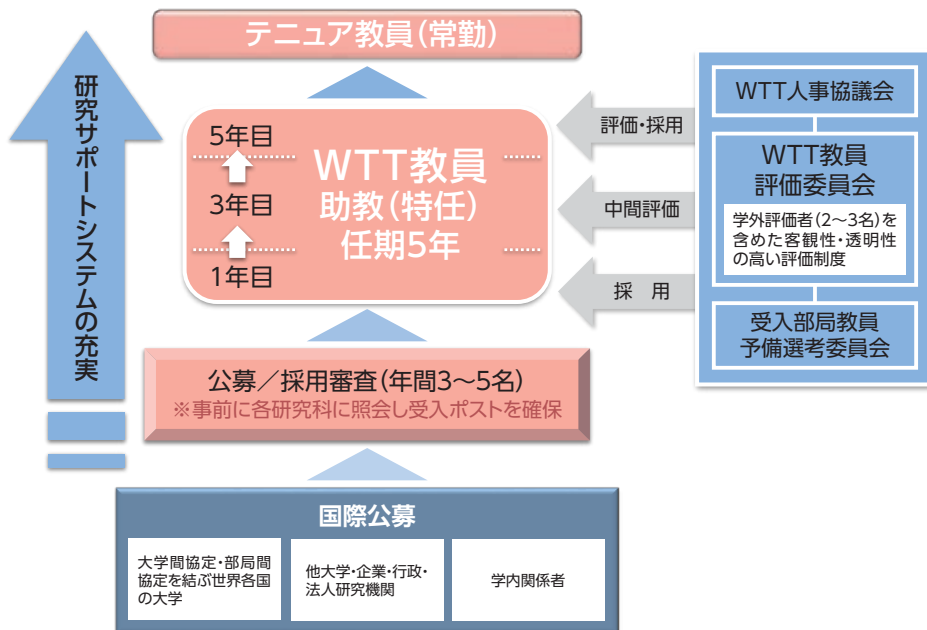 テニュア教員(常勤)
研究サポートシステムの充実
5年目
3年目
1年目
WTT教員
助教(特任)
任期5年
評価・採用
中間評価
採　用
WTT人事協議会
WTT教員
評価委員会
学外評価者(2〜3名)を
含めた客観性・透明性
の高い評価制度
受入部局教員
予備選考委員会
公募／採用審査(年間3〜5名)
※事前に各研究科に照会し受入ポストを確保
国際公募
大学間協定・部局間
協定を結ぶ世界各国
の大学
他大学・企業・行政・
法人研究機関
学内関係者